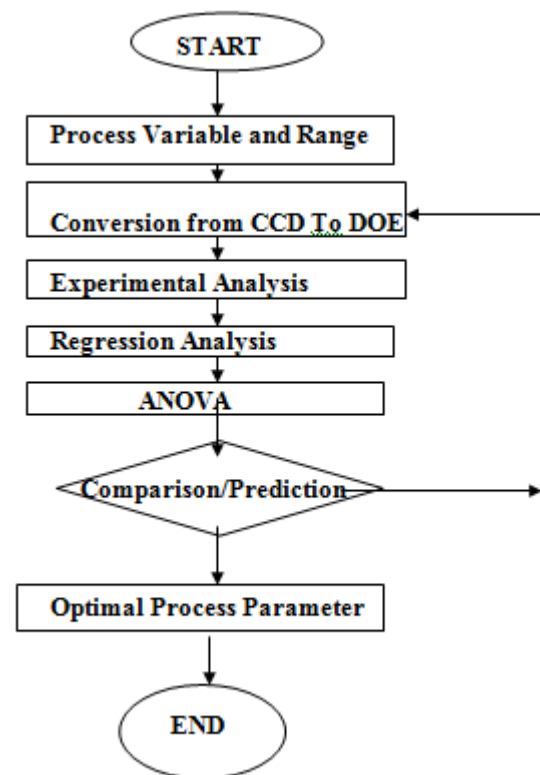 START
Process Variable and Range
Conversion from CCD To DOE
Experimental Analysis
Regression Analysis
ANOVA
Comparison/Prediction
Optimal Process Parameter
END